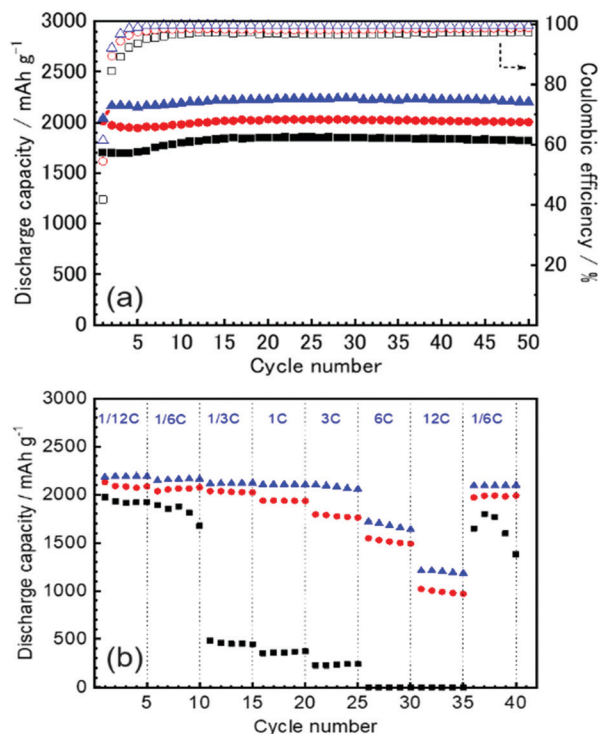 3000
2500
2000
1500
1000
500
0
Discharge capacity / mAh g⁻¹
100
80
60
40
20
Coulombic efficiency / %
(a)
5 10 15 20 25 30 35 40 45 50
Cycle number
3000
2500
2000
1500
1000
500
0
Discharge capacity / mAh g⁻¹
1/12C 1/6C 1/3C 1C 3C 6C 12C 1/6C
(b)
5 10 15 20 25 30 35 40
Cycle number